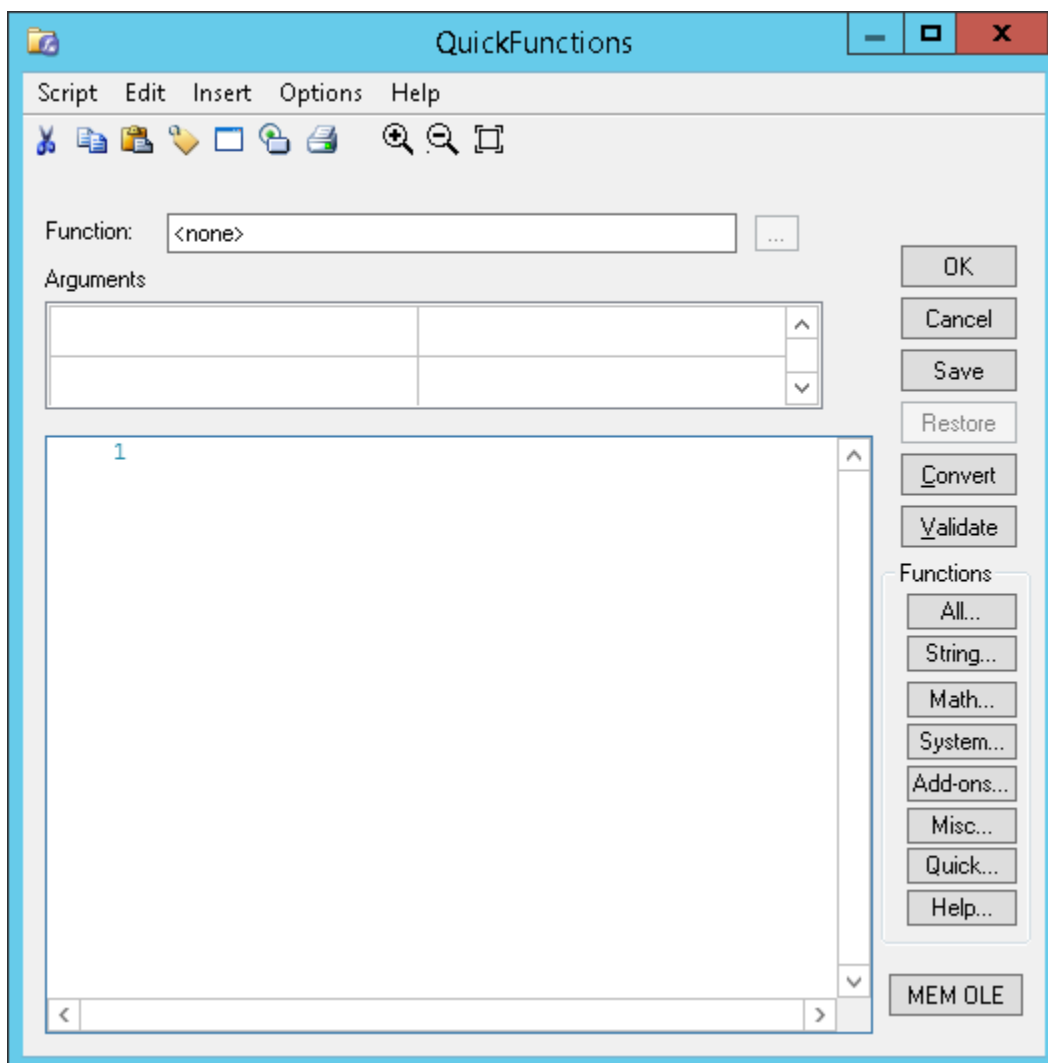 QuickFunctions
Script Edit Insert Options Help
Function: <none> ...
Arguments
OK
Cancel
Save
Restore
Convert
Validate
1
Functions
All...
String...
Math...
System...
Add-ons...
Misc...
Quick...
Help...
MEM OLE